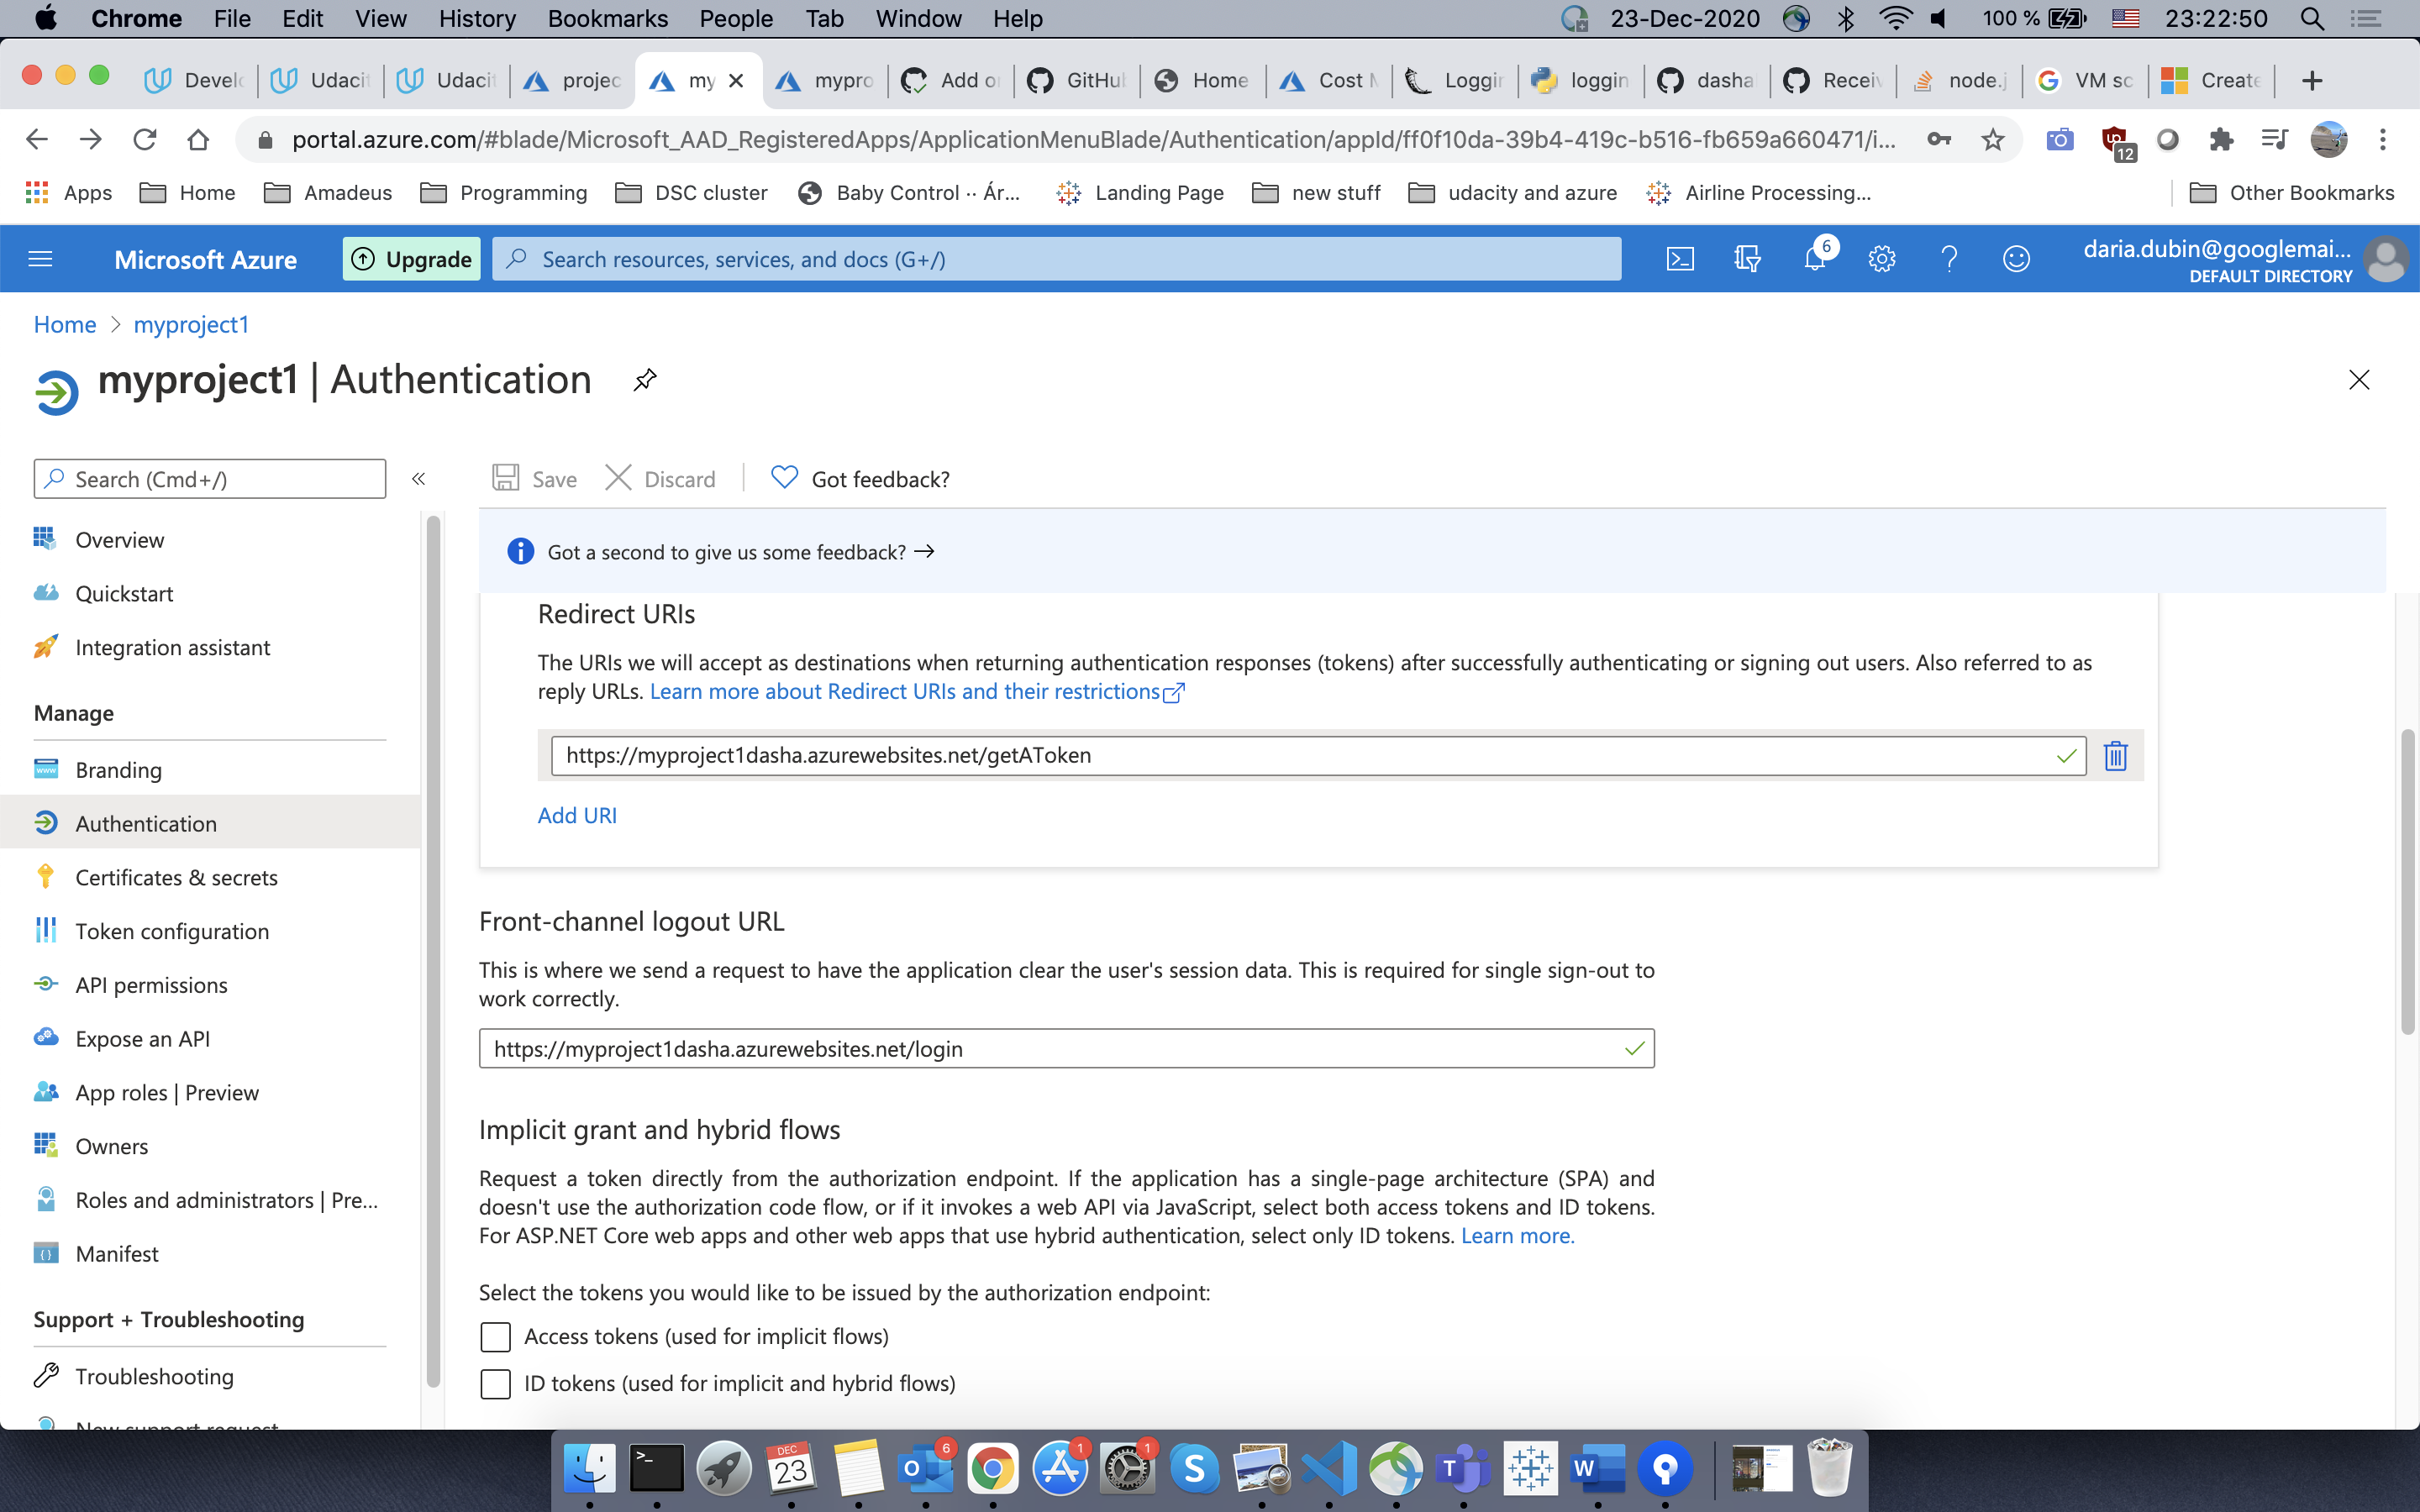 Chrome File Edit View History Bookmarks People Tab Window Help 23-Dec-2020 100 % 23:22:50
Develo Udacit Udacit projec my mypro Add o GitHu Home Cost M Loggin loggin dasha Receiv node.j VM sc Create
portal.azure.com/#blade/Microsoft_AAD_RegisteredApps/ApplicationMenuBlade/Authentication/appId/ff0f10da-39b4-419c-b516-fb659a660471/i... 12
Apps Home Amadeus Programming DSC cluster Baby Control ·· Ár... Landing Page new stuff udacity and azure Airline Processing... Other Bookmarks
Microsoft Azure Upgrade Search resources, services, and docs (G+/) 6 daria.dubin@googlemai...
DEFAULT DIRECTORY
Home > myproject1
myproject1 | Authentication
Search (Cmd+/) « Save Discard Got feedback?
Overview
Quickstart
Integration assistant
Manage
Branding
Authentication
Certificates & secrets
Token configuration
API permissions
Expose an API
App roles | Preview
Owners
Roles and administrators | Pre...
Manifest
Support + Troubleshooting
Troubleshooting
New support request
Got a second to give us some feedback? →
Redirect URIs
The URIs we will accept as destinations when returning authentication responses (tokens) after successfully authenticating or signing out users. Also referred to as
reply URLs. Learn more about Redirect URIs and their restrictions
https://myproject1dasha.azurewebsites.net/getAToken
Add URI
Front-channel logout URL
This is where we send a request to have the application clear the user's session data. This is required for single sign-out to
work correctly.
https://myproject1dasha.azurewebsites.net/login
Implicit grant and hybrid flows
Request a token directly from the authorization endpoint. If the application has a single-page architecture (SPA) and
doesn't use the authorization code flow, or if it invokes a web API via JavaScript, select both access tokens and ID tokens.
For ASP.NET Core web apps and other web apps that use hybrid authentication, select only ID tokens. Learn more.
Select the tokens you would like to be issued by the authorization endpoint:
Access tokens (used for implicit flows)
ID tokens (used for implicit and hybrid flows)
DEC
23
6
1
1